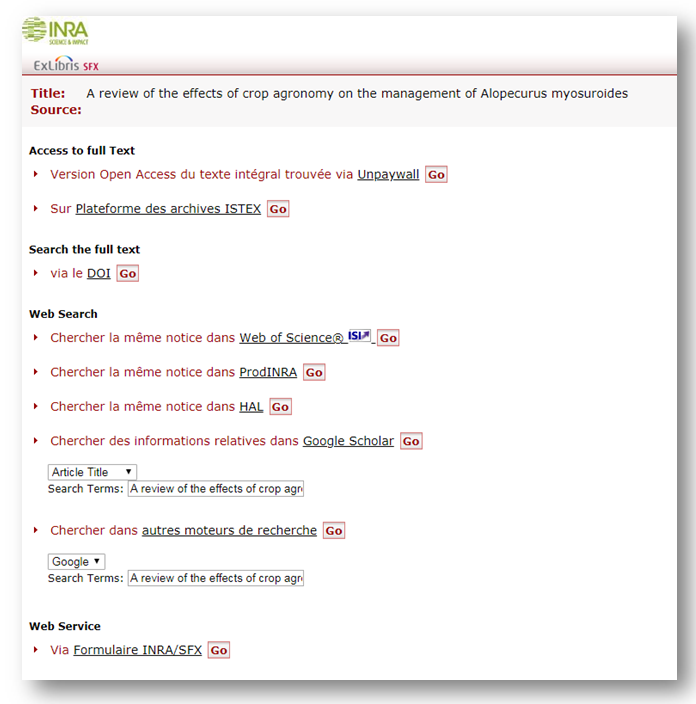 INRA
SCIENCE & IMPACT
ExLibris SFX
Title: A review of the effects of crop agronomy on the management of Alopecurus myosuroides
Source:
Access to full Text
Version Open Access du texte intégral trouvée via Unpaywall Go
Sur Plateforme des archives ISTEX Go
Search the full text
via le DOI Go
Web Search
Chercher la même notice dans Web of Science® ISI Go
Chercher la même notice dans ProdINRA Go
Chercher la même notice dans HAL Go
Chercher des informations relatives dans Google Scholar Go
Article Title
Search Terms: A review of the effects of crop agr
Chercher dans autres moteurs de recherche Go
Google
Search Terms: A review of the effects of crop agr
Web Service
Via Formulaire INRA/SFX Go